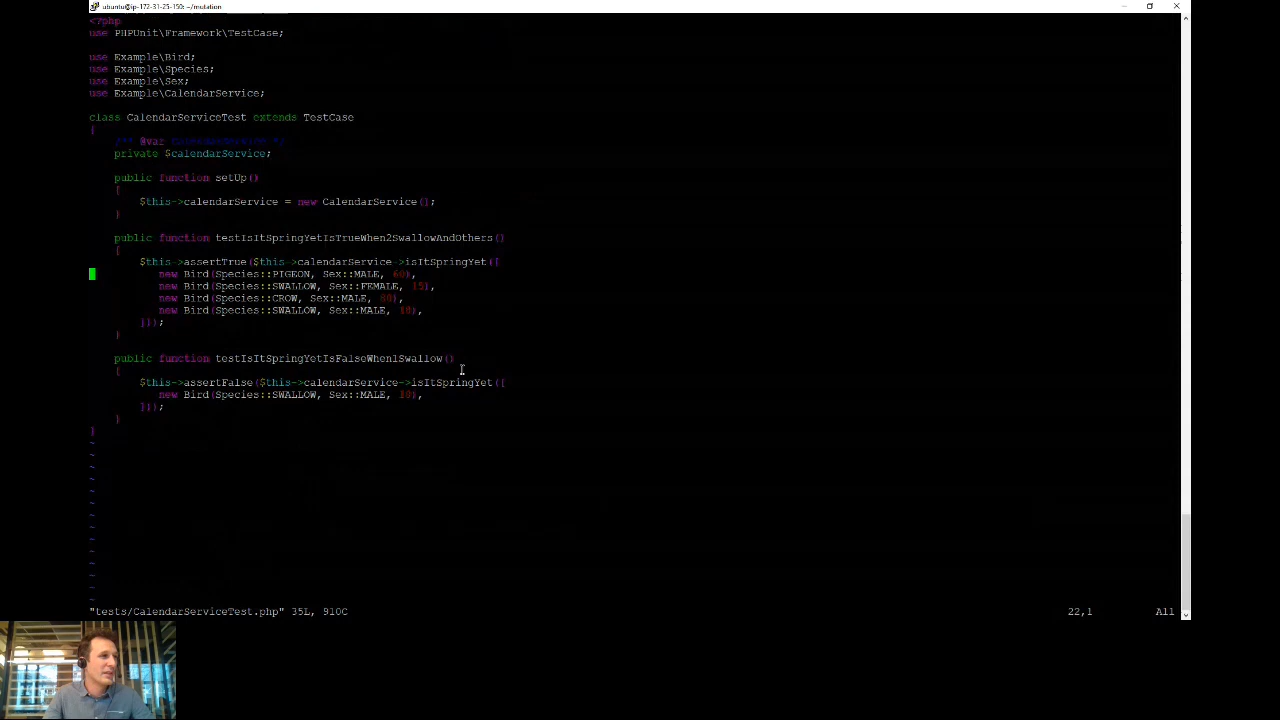 ubuntu@ip-172-31-25-150: ~/mutation
<?php
use PHPUnit\Framework\TestCase;
use Example\Bird;
use Example\Species;
use Example\Sex;
use Example\CalendarService;
class CalendarServiceTest extends TestCase
{
/** @var CalendarService */
private $calendarService;
public function setUp()
{
$this->calendarService = new CalendarService();
}
public function testIsItSpringYetIsTrueWhen2SwallowAndOthers()
{
$this->assertTrue($this->calendarService->isItSpringYet([
new Bird(Species::PIGEON, Sex::MALE, 60),
new Bird(Species::SWALLOW, Sex::FEMALE, 15),
new Bird(Species::CROW, Sex::MALE, 80),
new Bird(Species::SWALLOW, Sex::MALE, 10),
]));
}
public function testIsItSpringYetIsFalseWhen1Swallow()
{
$this->assertFalse($this->calendarService->isItSpringYet([
new Bird(Species::SWALLOW, Sex::MALE, 10),
]));
}
}
~
~
~
~
~
~
~
~
~
~
~
~
~
~
"tests/CalendarServiceTest.php" 35L, 910C 22,1 All